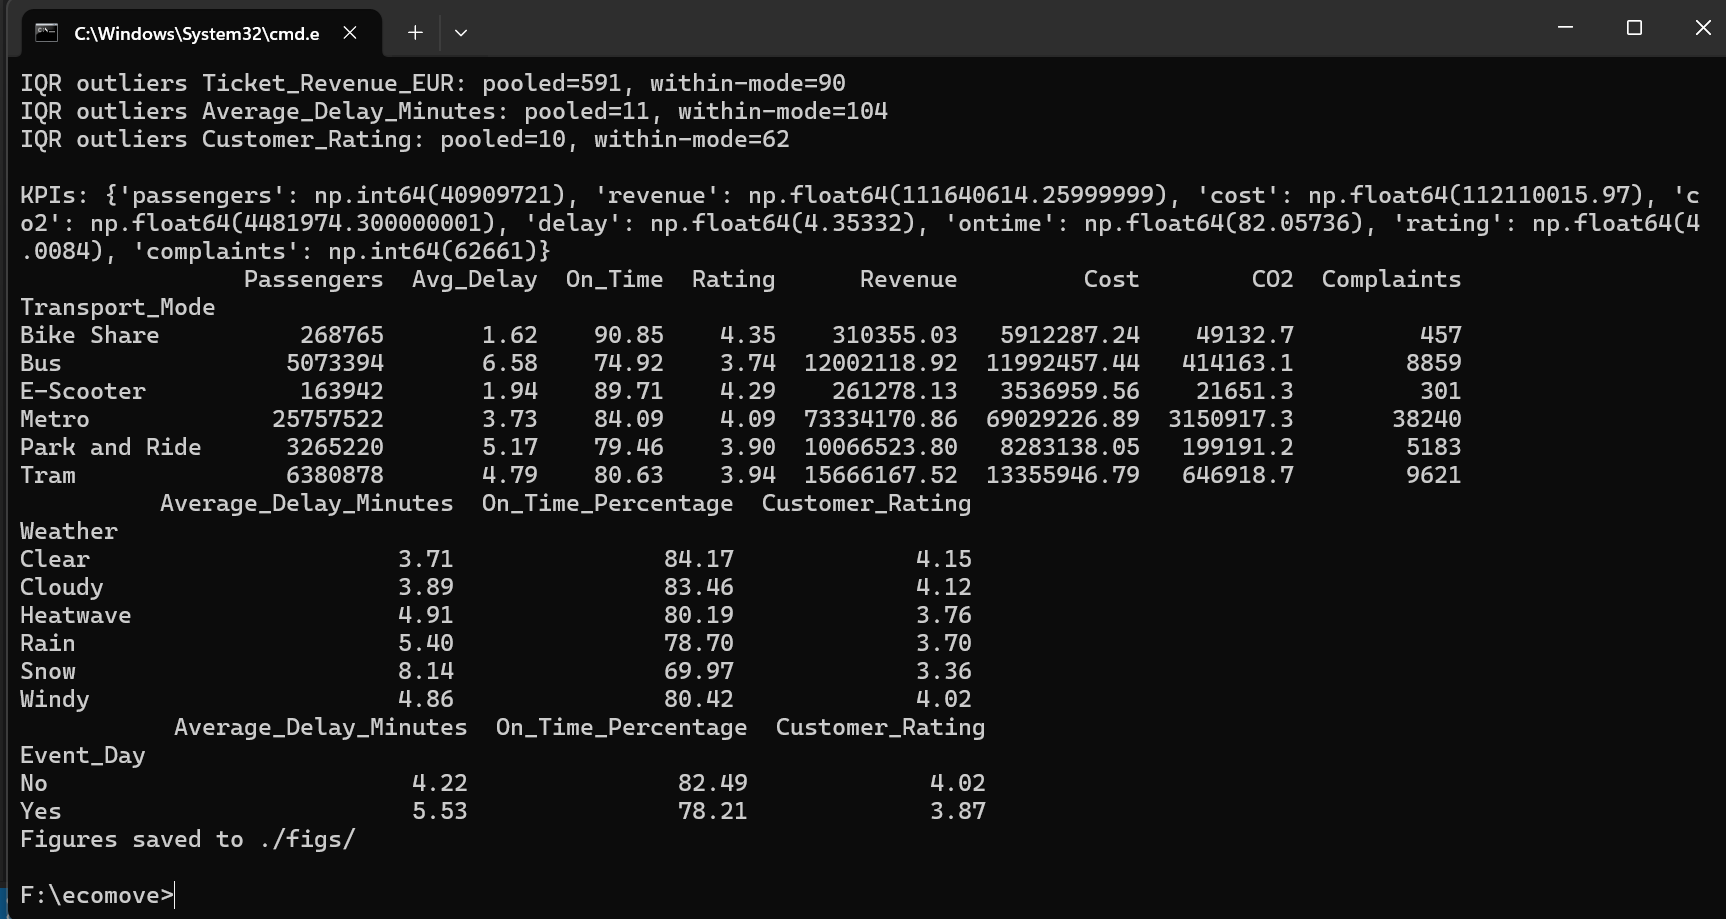 C:\Windows\System32\cmd.e
IQR outliers Ticket_Revenue_EUR: pooled=591, within-mode=90
IQR outliers Average_Delay_Minutes: pooled=11, within-mode=104
IQR outliers Customer_Rating: pooled=10, within-mode=62
KPIs: {'passengers': np.int64(40909721), 'revenue': np.float64(111640614.25999999), 'cost': np.float64(112110015.97), 'c
o2': np.float64(4481974.300000001), 'delay': np.float64(4.35332), 'ontime': np.float64(82.05736), 'rating': np.float64(4
.0084), 'complaints': np.int64(62661)}
Passengers Avg_Delay On_Time Rating Revenue Cost CO2 Complaints
Transport_Mode
Bike Share 268765 1.62 90.85 4.35 310355.03 5912287.24 49132.7 457
Bus 5073394 6.58 74.92 3.74 12002118.92 11992457.44 414163.1 8859
E-Scooter 163942 1.94 89.71 4.29 261278.13 3536959.56 21651.3 301
Metro 25757522 3.73 84.09 4.09 73334170.86 69029226.89 3150917.3 38240
Park and Ride 3265220 5.17 79.46 3.90 10066523.80 8283138.05 199191.2 5183
Tram 6380878 4.79 80.63 3.94 15666167.52 13355946.79 646918.7 9621
Average_Delay_Minutes On_Time_Percentage Customer_Rating
Weather
Clear 3.71 84.17 4.15
Cloudy 3.89 83.46 4.12
Heatwave 4.91 80.19 3.76
Rain 5.40 78.70 3.70
Snow 8.14 69.97 3.36
Windy 4.86 80.42 4.02
Average_Delay_Minutes On_Time_Percentage Customer_Rating
Event_Day
No 4.22 82.49 4.02
Yes 5.53 78.21 3.87
Figures saved to ./figs/
F:\ecomove>